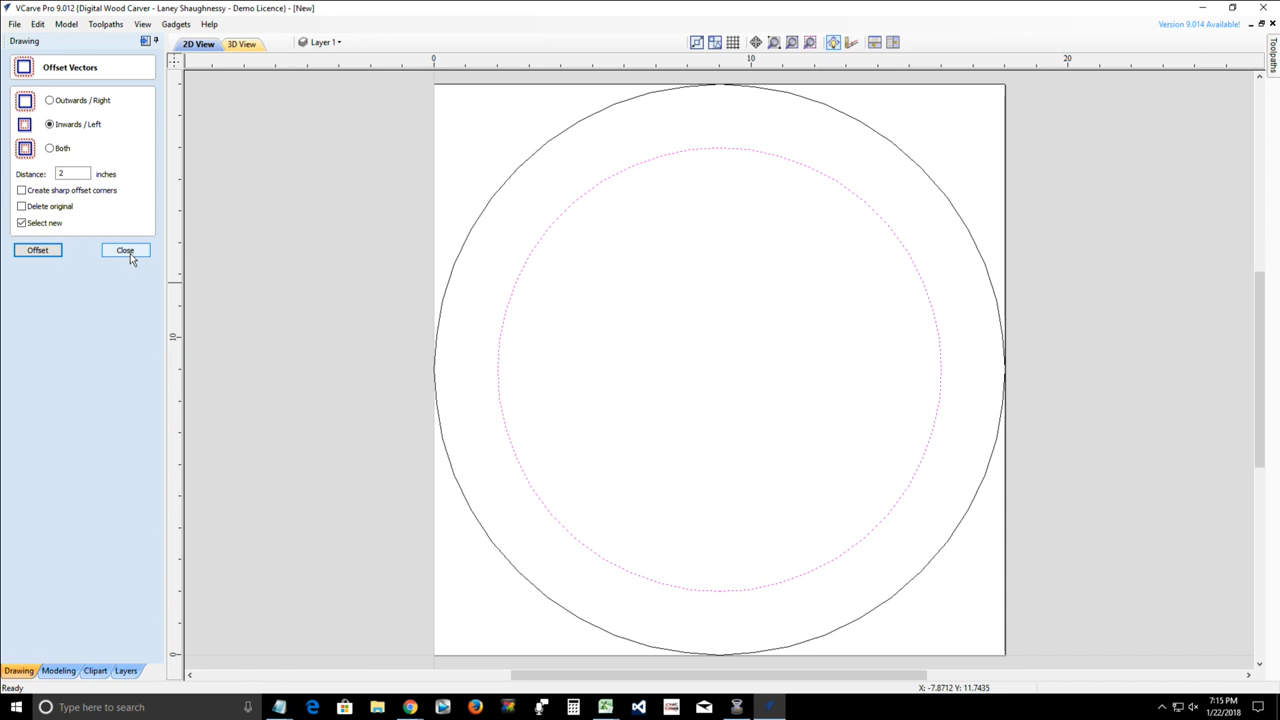 VCarve Pro 9.012 {Digital Wood Carver - Laney Shaughnessy - Demo Licence} - [New]
File Edit Model Toolpaths View Gadgets Help
Version 9.014 Available!
Drawing
2D View 3D View Layer 1
Toolpaths
Offset Vectors
0 10 20
Outwards / Right
Inwards / Left
Both
Distance: 2 inches
Create sharp offset corners
Delete original
Select new
Offset Close
10
0
Drawing Modeling Clipart Layers
Ready X: -7.8712 Y: 11.7435
Type here to search
7:15 PM
1/22/2018